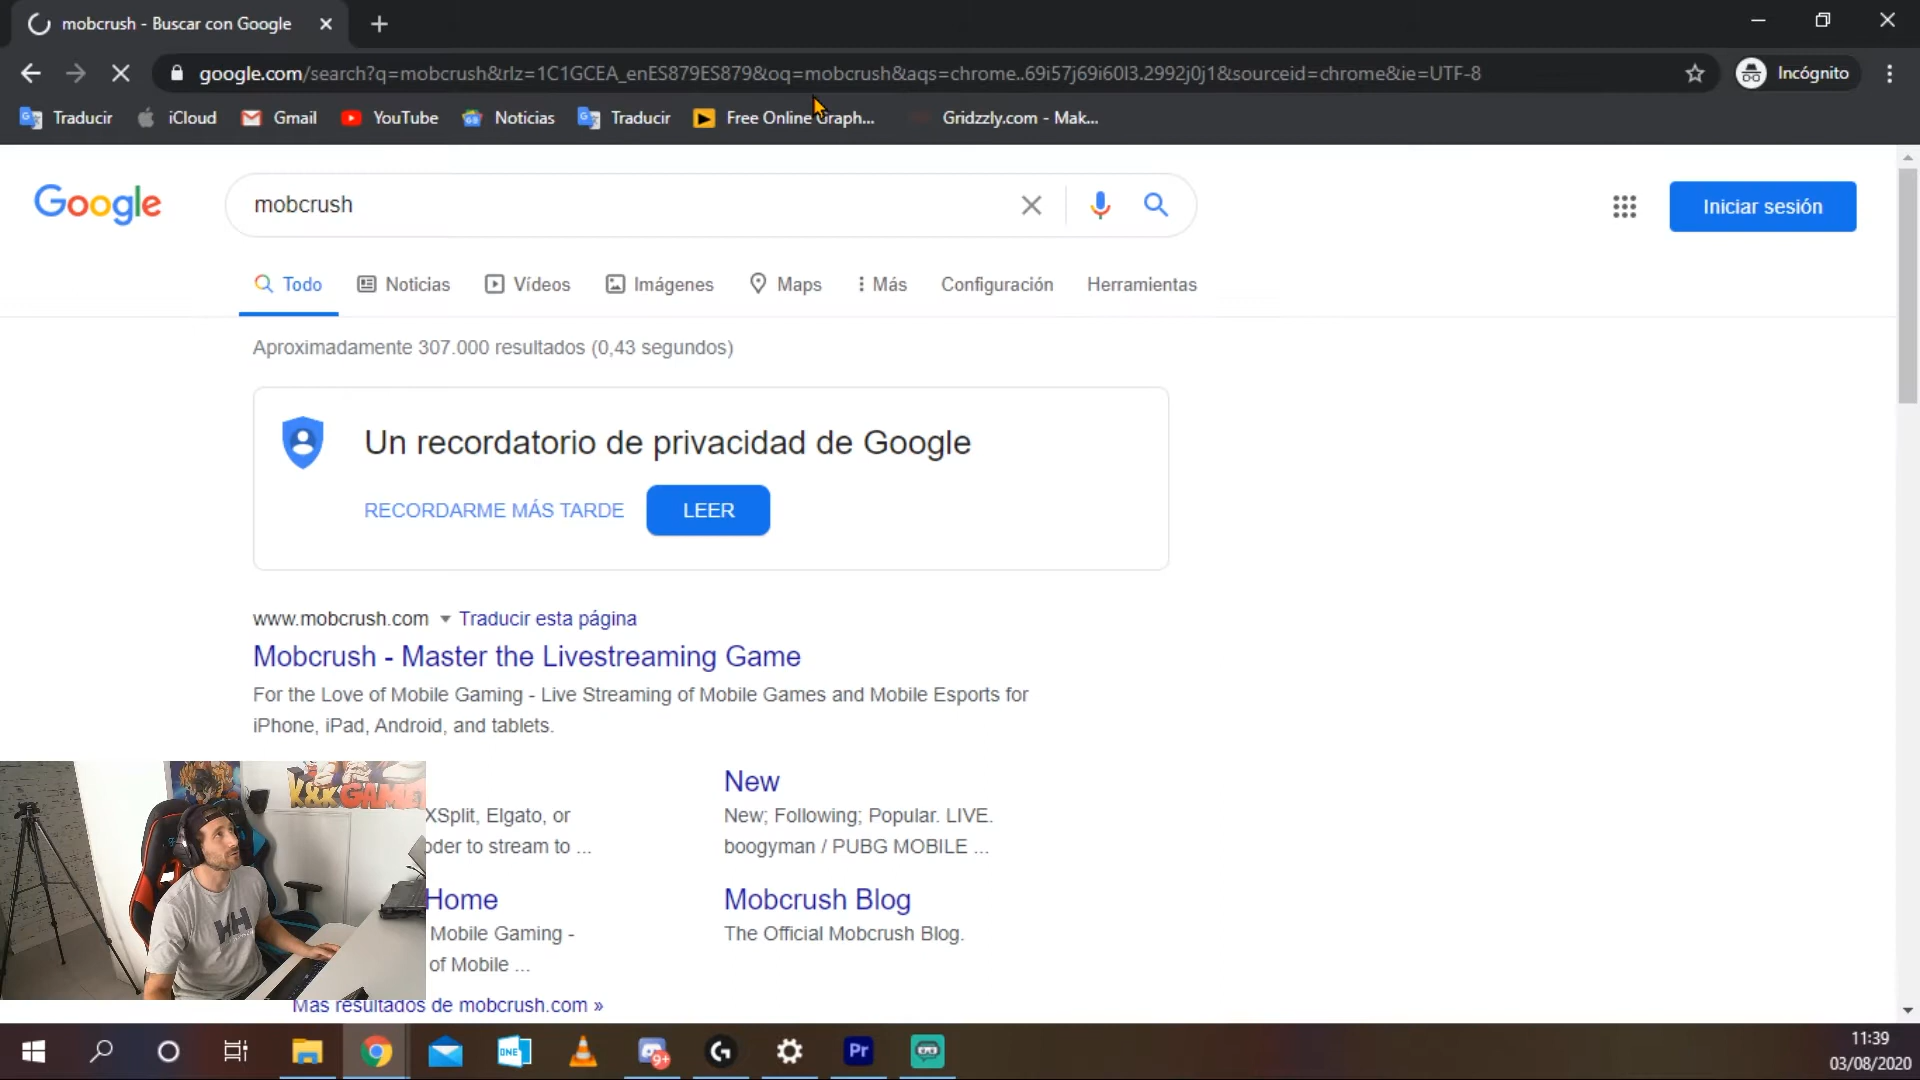 mobcrush - Buscar con Google
google.com/search?q=mobcrush&rlz=1C1GCEA_enES879ES879&oq=mobcrush&aqs=chrome..69i57j69i60l3.2992j0j1&sourceid=chrome&ie=UTF-8
Incógnito
Traducir
iCloud
Gmail
YouTube
Noticias
Traducir
Free Online Graph...
Gridzzly.com - Mak...
Google
mobcrush
Iniciar sesión
Todo
Noticias
Vídeos
Imágenes
Maps
Más
Configuración
Herramientas
Aproximadamente 307.000 resultados (0,43 segundos)
Un recordatorio de privacidad de Google
RECORDARME MÁS TARDE
LEER
www.mobcrush.com
Traducir esta página
Mobcrush - Master the Livestreaming Game
For the Love of Mobile Gaming - Live Streaming of Mobile Games and Mobile Esports for
iPhone, iPad, Android, and tablets.
XSplit, Elgato, or
oder to stream to ...
New
New; Following; Popular. LIVE.
boogyman / PUBG MOBILE ...
Home
Mobile Gaming -
of Mobile ...
Mobcrush Blog
The Official Mobcrush Blog.
Más resultados de mobcrush.com »
K&K GAME
HH
ONE
9+
Pr
11:39
03/08/2020